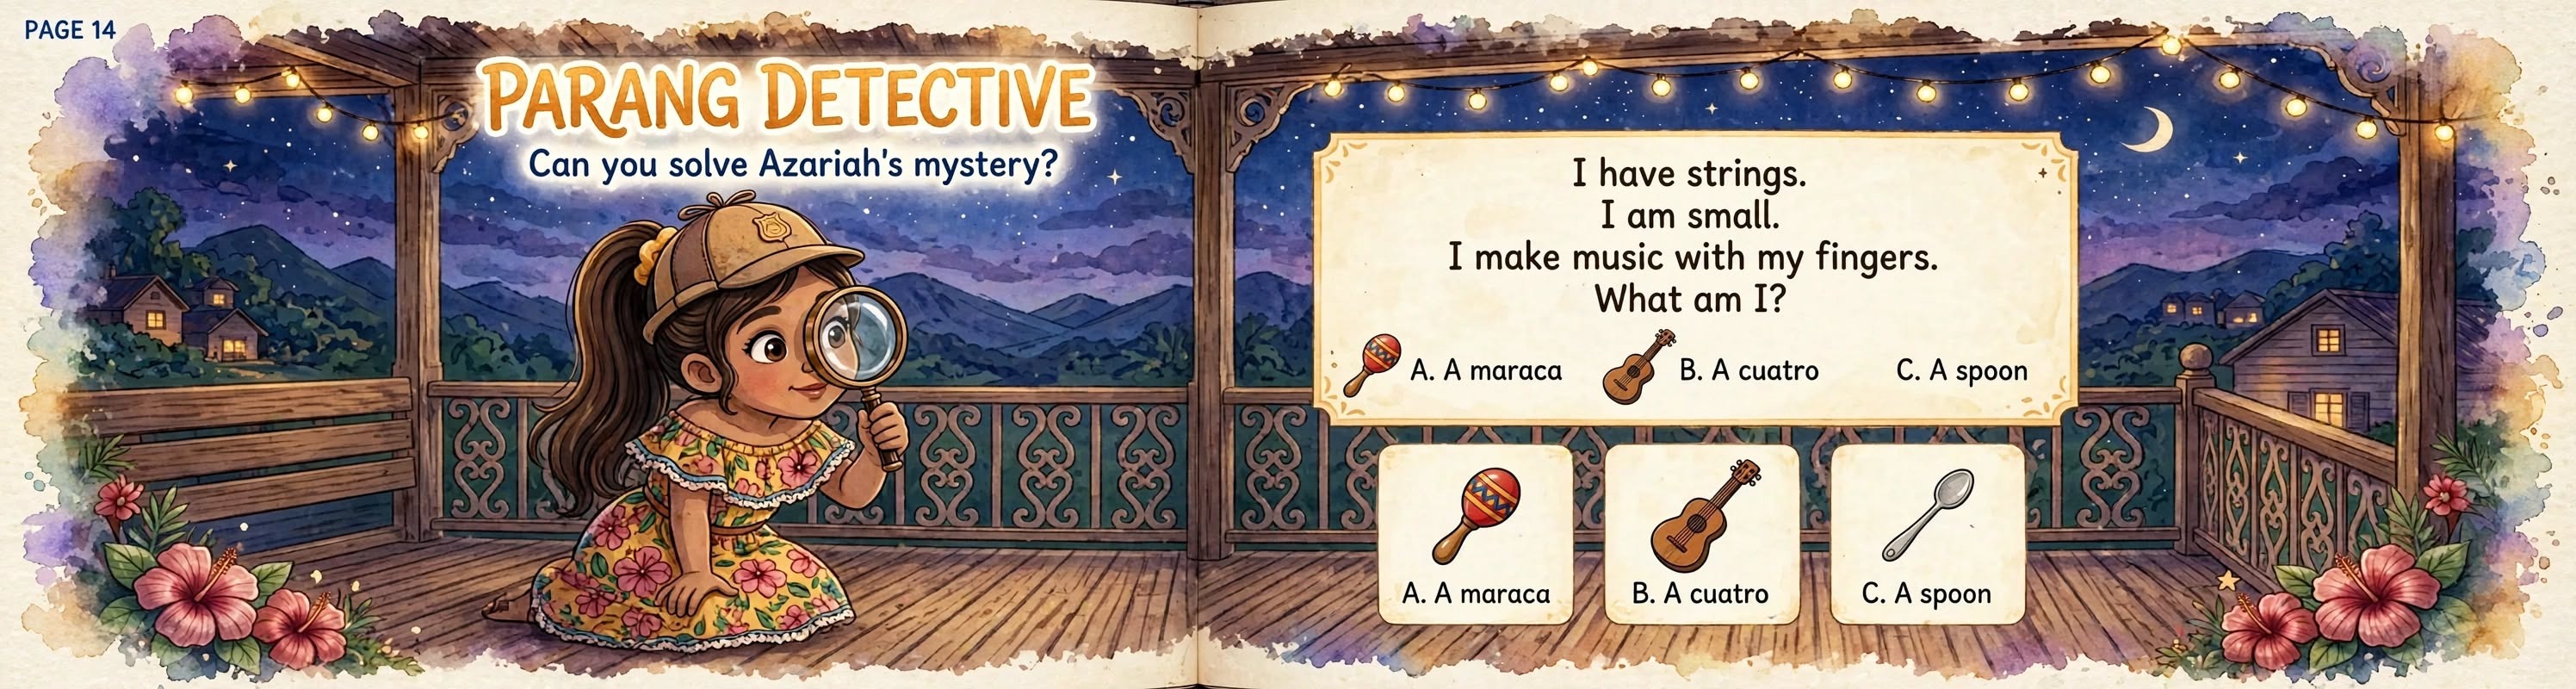 PAGE 14
PARANG DETECTIVE
Can you solve Azariah's mystery?
I have strings.
I am small.
I make music with my fingers.
What am I?
A. A maraca B. A cuatro C. A spoon
A. A maraca B. A cuatro C. A spoon